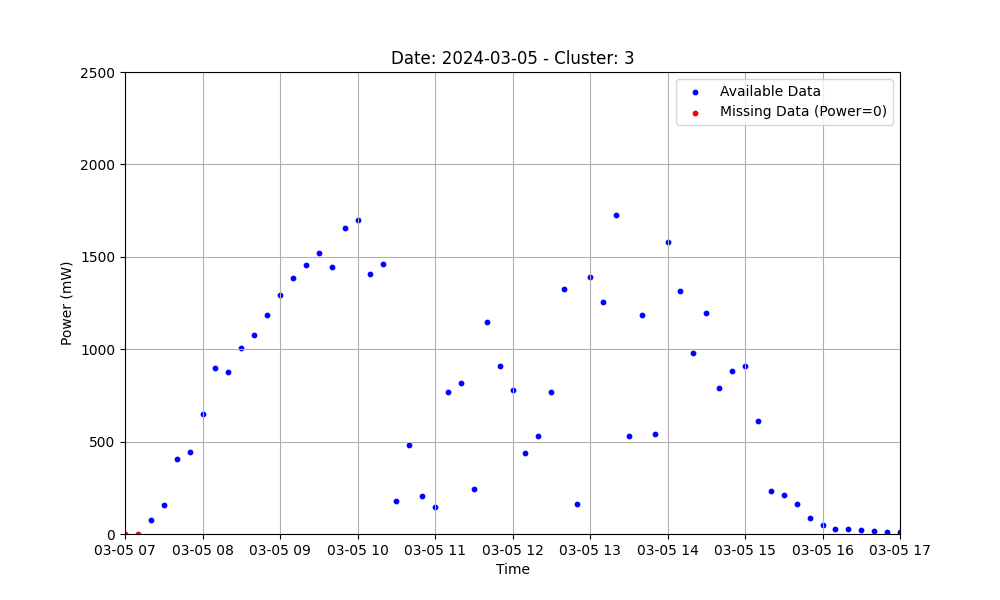 Date: 2024-03-05 - Cluster: 3
2500
2000
1500
1000
500
0
Power (mW)
Available Data
Missing Data (Power=0)
03-05 07 03-05 08 03-05 09 03-05 10 03-05 11 03-05 12 03-05 13 03-05 14 03-05 15 03-05 16 03-05 17
Time